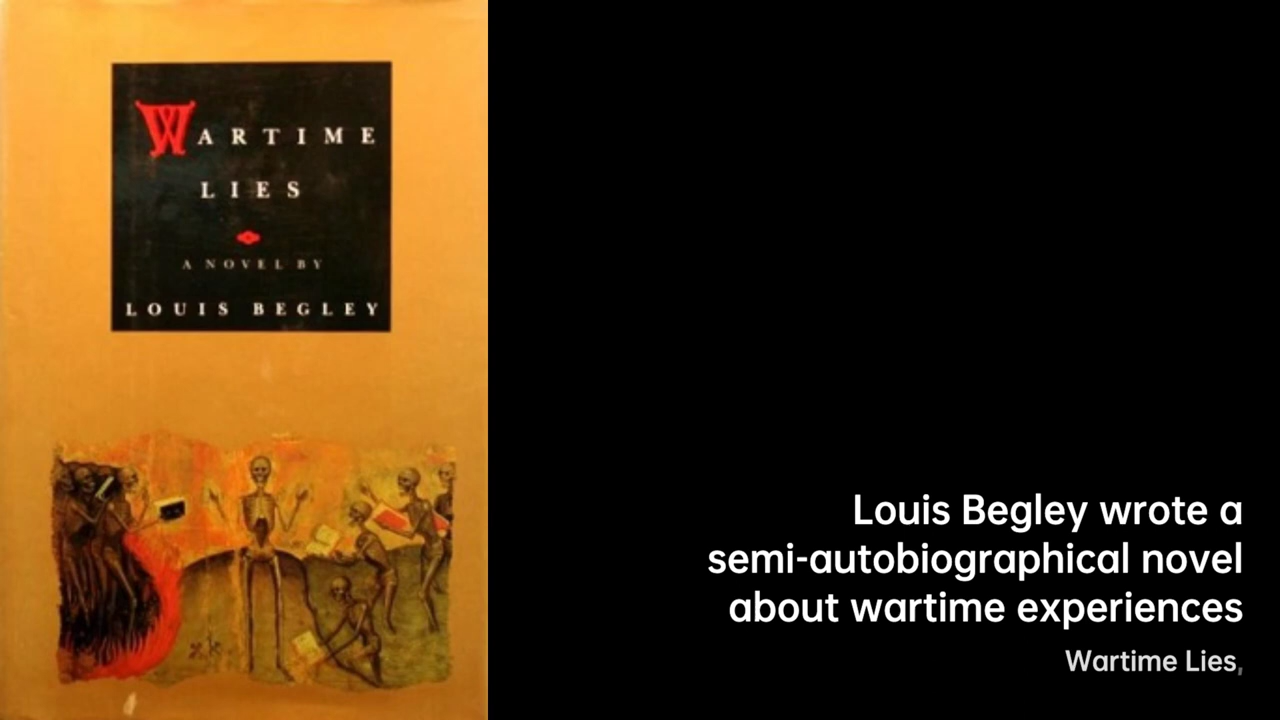 WARTIME
LIES
A NOVEL BY
LOUIS BEGLEY
Louis Begley wrote a
semi-autobiographical novel
about wartime experiences
Wartime Lies,